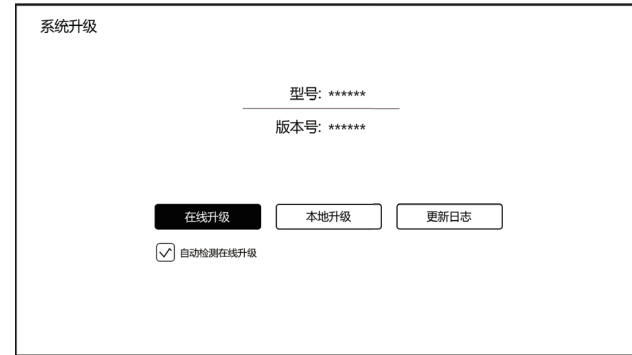 系统升级
型号: ******
版本号: ******
在线升级 本地升级 更新日志
自动检测在线升级